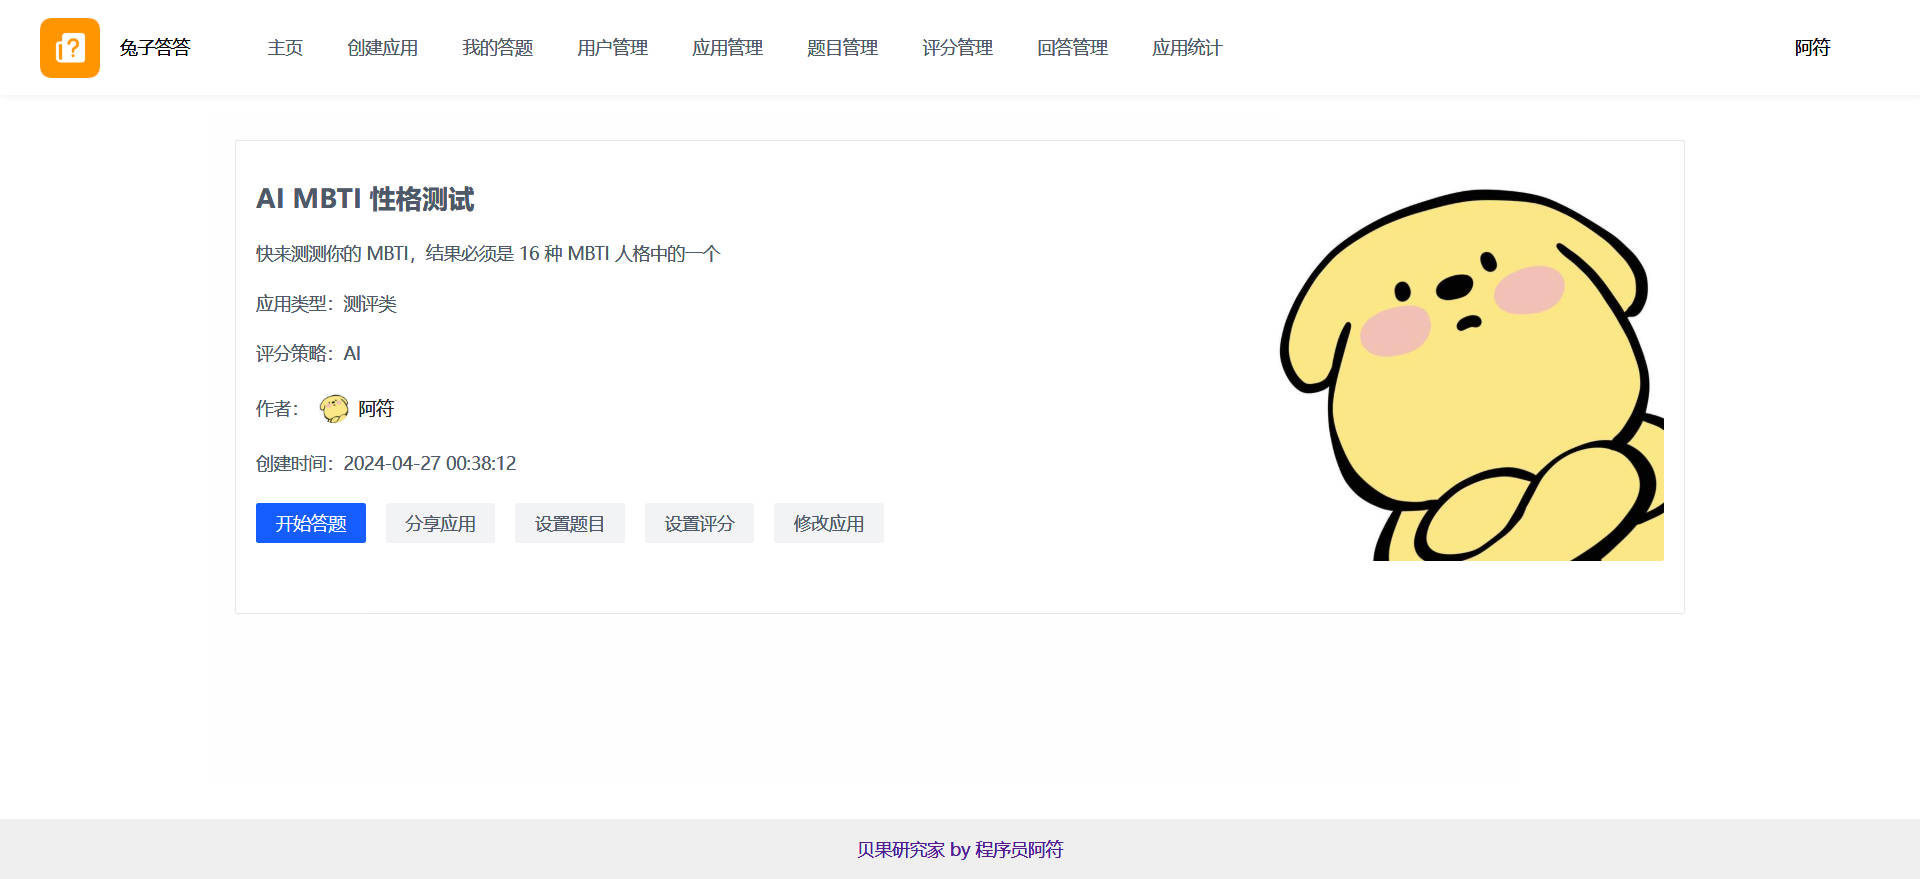 兔子答答 主页 创建应用 我的答题 用户管理 应用管理 题目管理 评分管理 回答管理 应用统计 阿符
AI MBTI 性格测试
快来测测你的 MBTI，结果必须是 16 种 MBTI 人格中的一个
应用类型：测评类
评分策略：AI
作者： 阿符
创建时间：2024-04-27 00:38:12
开始答题 分享应用 设置题目 设置评分 修改应用
贝果研究家 by 程序员阿符